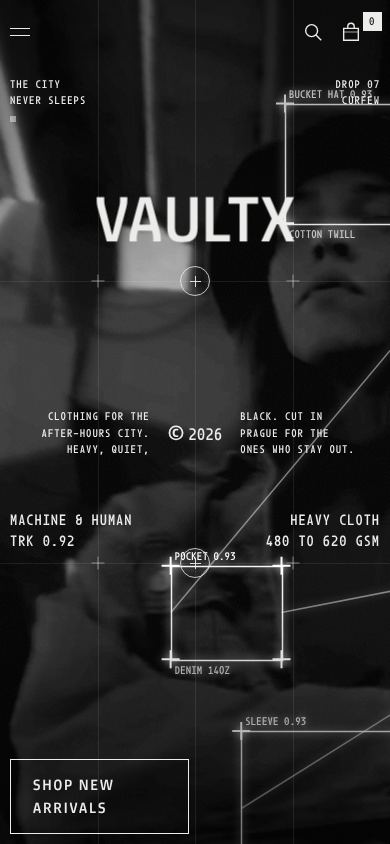 0
THE CITY
NEVER SLEEPS
DROP 07
CURFEW
BUCKET HAT 0.93
VAULTX
COTTON TWILL
CLOTHING FOR THE
AFTER-HOURS CITY.
HEAVY, QUIET,
© 2026
BLACK. CUT IN
PRAGUE FOR THE
ONES WHO STAY OUT.
MACHINE & HUMAN
TRK 0.92
HEAVY CLOTH
480 TO 620 GSM
POCKET 0.93
DENIM 14OZ
SLEEVE 0.93
SHOP NEW
ARRIVALS